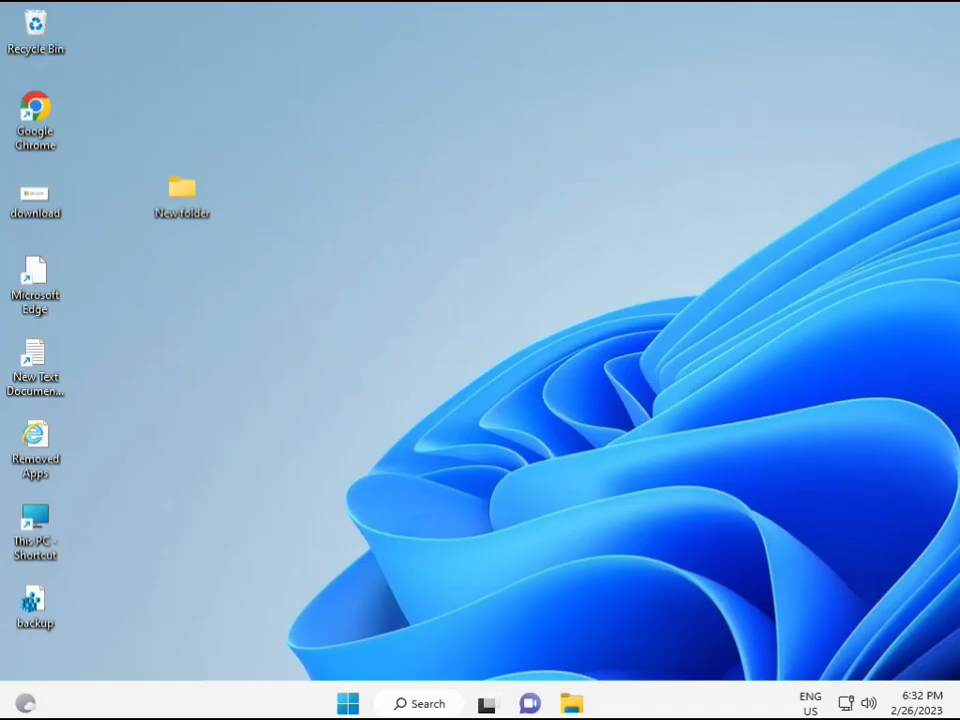 Recycle Bin
Google
Chrome
download
New folder
Microsoft
Edge
New Text
Documen...
Removed
Apps
This PC -
Shortcut
backup
Search
ENG
US
6:32 PM
2/26/2023